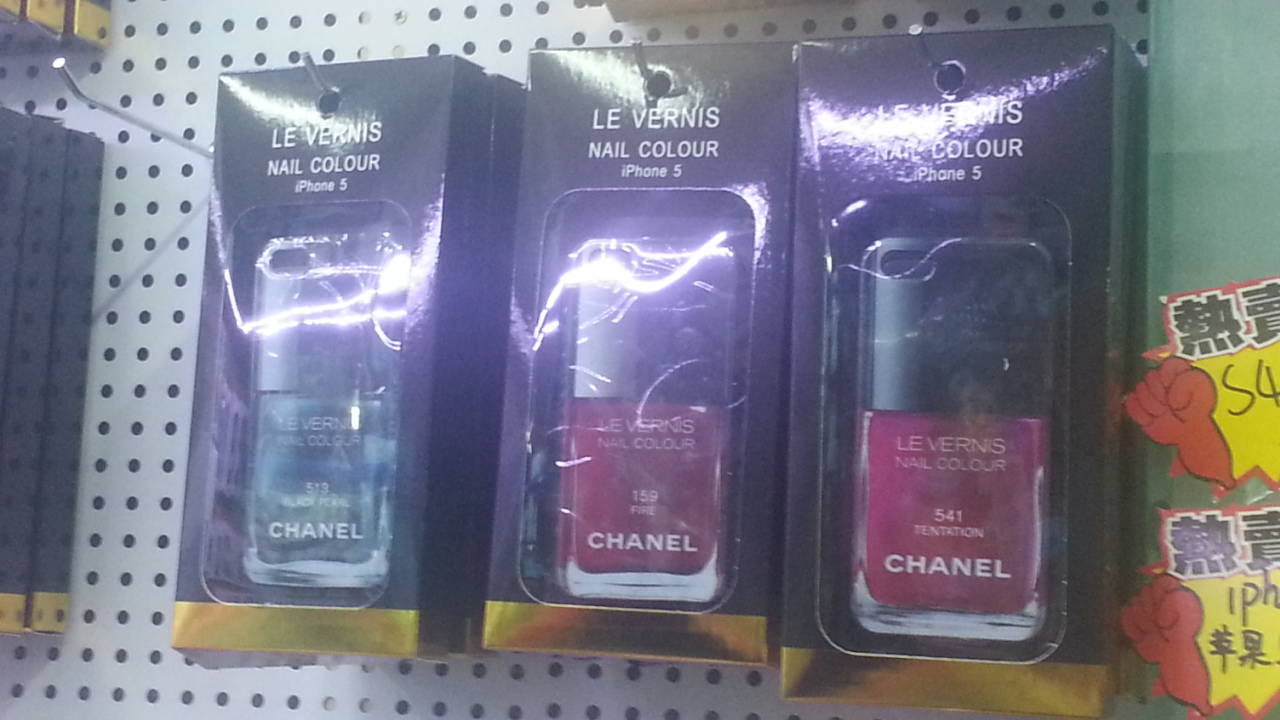 LE VERNIS
NAIL COLOUR
iPhone 5
LE VERNIS
NAIL COLOUR
513
BLACK PEARL
CHANEL
LE VERNIS
NAIL COLOUR
iPhone 5
LE VERNIS
NAIL COLOUR
159
FIRE
CHANEL
LE VERNIS
NAIL COLOUR
iPhone 5
LE VERNIS
NAIL COLOUR
541
TENTATION
CHANEL
熱賣
S4
熱賣
iph
苹果